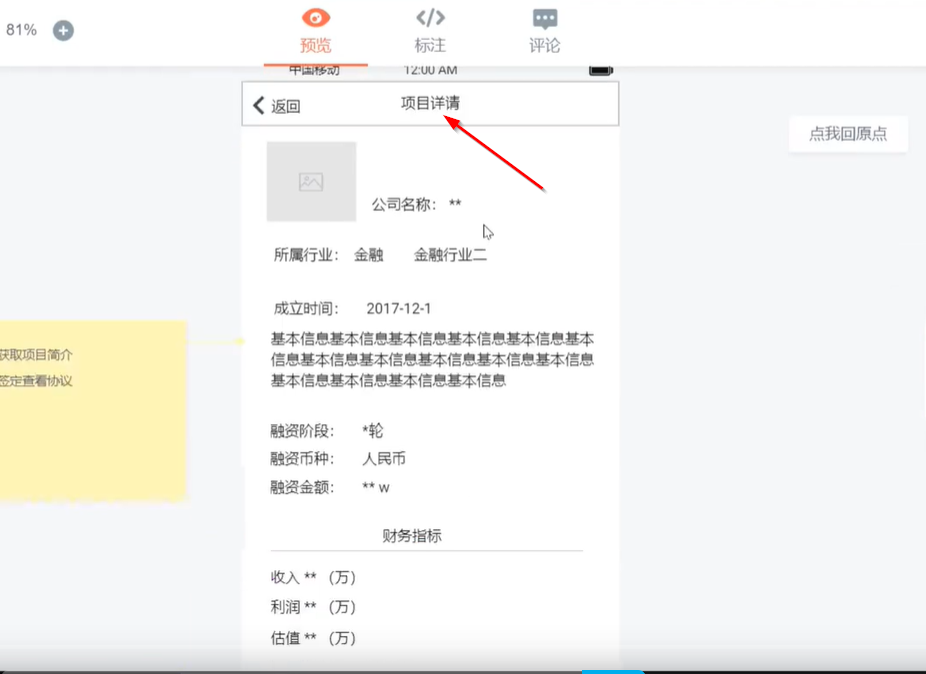 81%
预览
标注
评论
中国移动 12:00 AM
返回 项目详请
点我回原点
公司名称： **
所属行业： 金融 金融行业二
成立时间： 2017-12-1
获取项目简介
签定查看协议
基本信息基本信息基本信息基本信息基本信息基本
信息基本信息基本信息基本信息基本信息基本信息
基本信息基本信息基本信息基本信息
融资阶段： *轮
融资币种： 人民币
融资金额： ** w
财务指标
收入 ** （万）
利润 ** （万）
估值 ** （万）